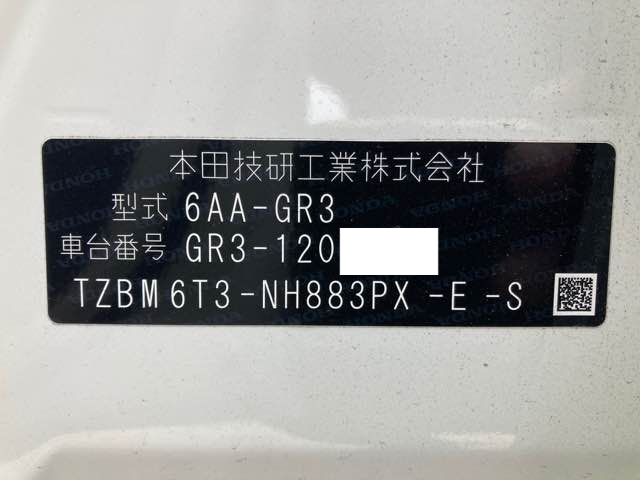 本田技研工業株式会社
型式 6AA-GR3
車台番号 GR3-120
TZBM6T3-NH883PX-E-S